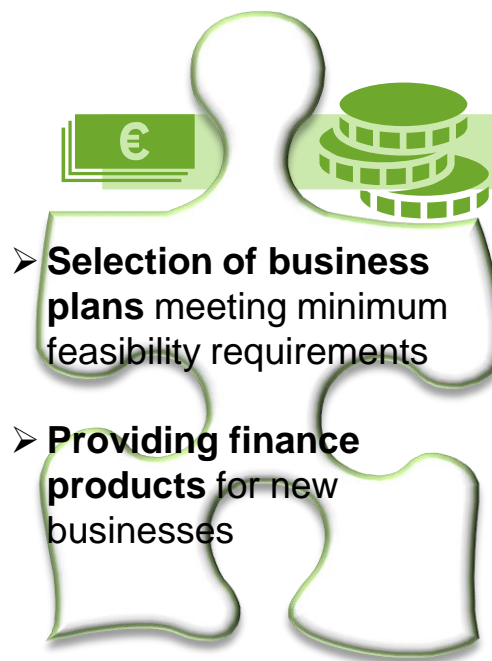 €
➢ Selection of business
plans meeting minimum
feasibility requirements
➢ Providing finance
products for new
businesses